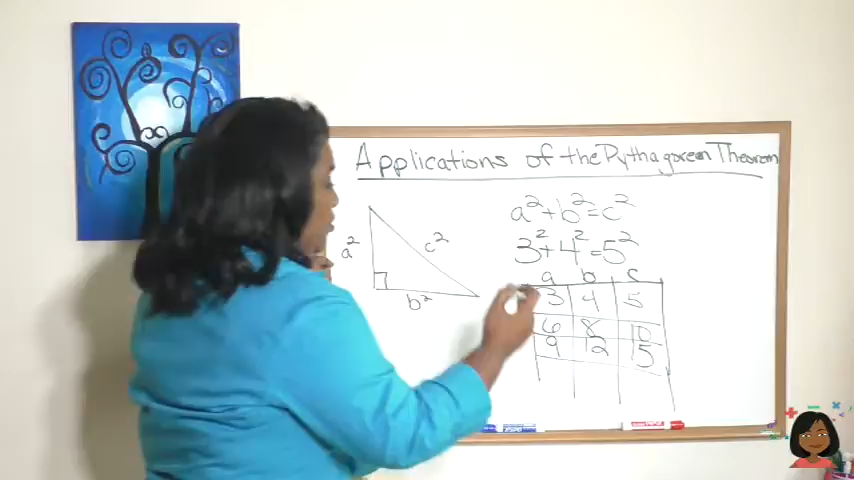 Applications of the Pythagorean Theorem
a²+b²=c²
3²+4²=5²
a²
c²
b²
a b c
3 4 5
6 8 10
9 12 15